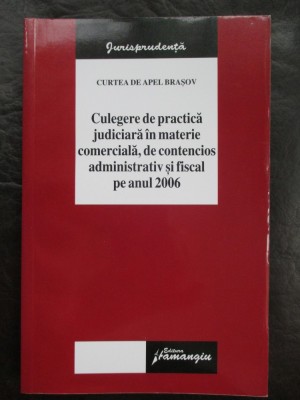 Jurisprudență
CURTEA DE APEL BRAȘOV
Culegere de practică
judiciară în materie
comercială, de contencios
administrativ și fiscal
pe anul 2006
Editura
Hamangiu